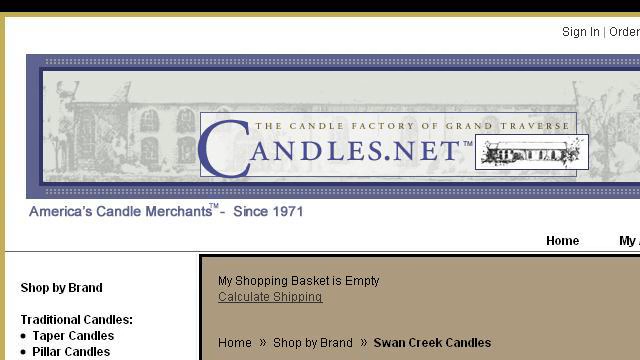 Sign In | Order
THE CANDLE FACTORY OF GRAND TRAVERSE
CANDLES.NET™
America's Candle Merchants™ - Since 1971
Home My
My Shopping Basket is Empty
Calculate Shipping
Shop by Brand
Traditional Candles:
• Taper Candles
• Pillar Candles
Home » Shop by Brand » Swan Creek Candles